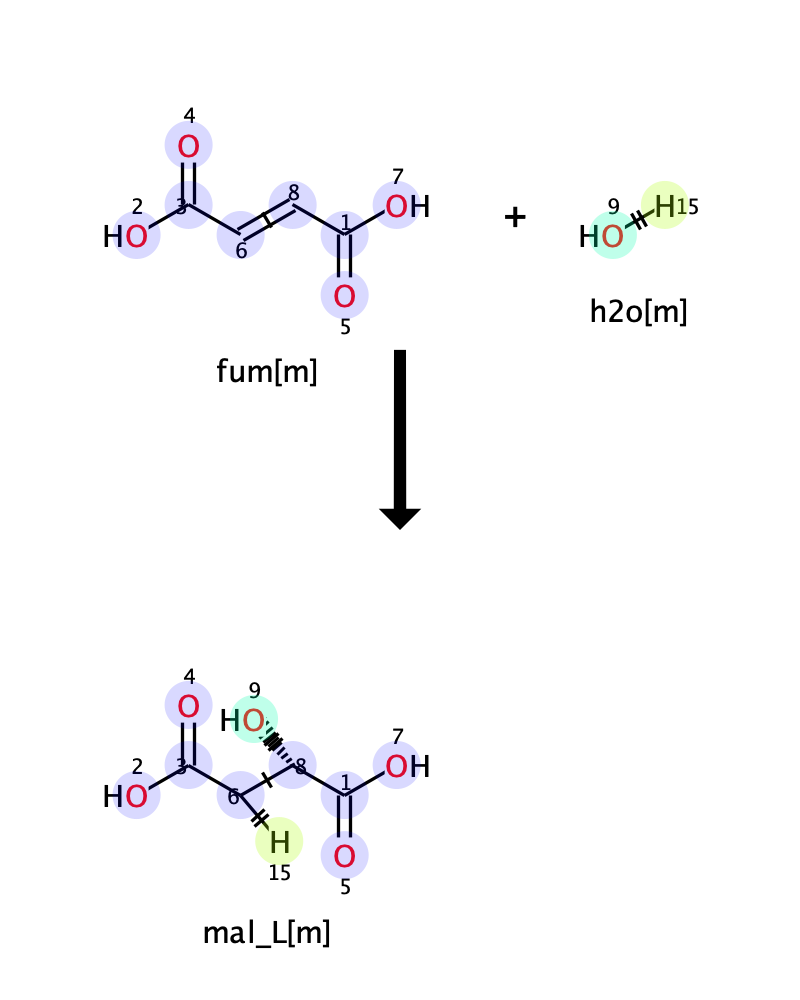 4
O
2 3 8 7
HO 6 1 OH
O
5
fum[m]
+
9 H15
HO
h2o[m]
4
O
9
HO
2 3 8 7
HO 6 1 OH
H O
15 5
mal_L[m]